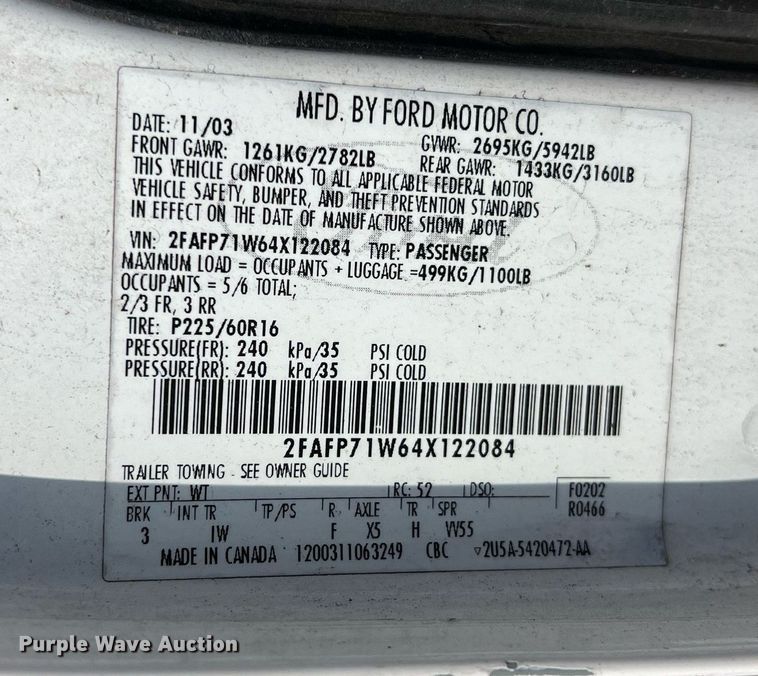 MFD. BY FORD MOTOR CO.
DATE: 11/03 GVWR: 2695KG/5942LB
FRONT GAWR: 1261KG/2782LB REAR GAWR: 1433KG/3160LB
THIS VEHICLE CONFORMS TO ALL APPLICABLE FEDERAL MOTOR
VEHICLE SAFETY, BUMPER, AND THEFT PREVENTION STANDARDS
IN EFFECT ON THE DATE OF MANUFACTURE SHOWN ABOVE.
VIN: 2FAFP71W64X122084 TYPE: PASSENGER
MAXIMUM LOAD = OCCUPANTS + LUGGAGE =499KG/1100LB
OCCUPANTS = 5/6 TOTAL;
2/3 FR, 3 RR
TIRE: P225/60R16
PRESSURE(FR): 240 kPa/35 PSI COLD
PRESSURE(RR): 240 kPa/35 PSI COLD
2FAFP71W64X122084
TRAILER TOWING - SEE OWNER GUIDE
EXT PNT: WT RC: 52 DSO: F0202
BRK INT TR TP/PS R AXLE TR SPR R0466
3 IW F X5 H VV55
MADE IN CANADA 1200311063249 CBC ▽2U5A-5420472-AA
Purple Wave Auction